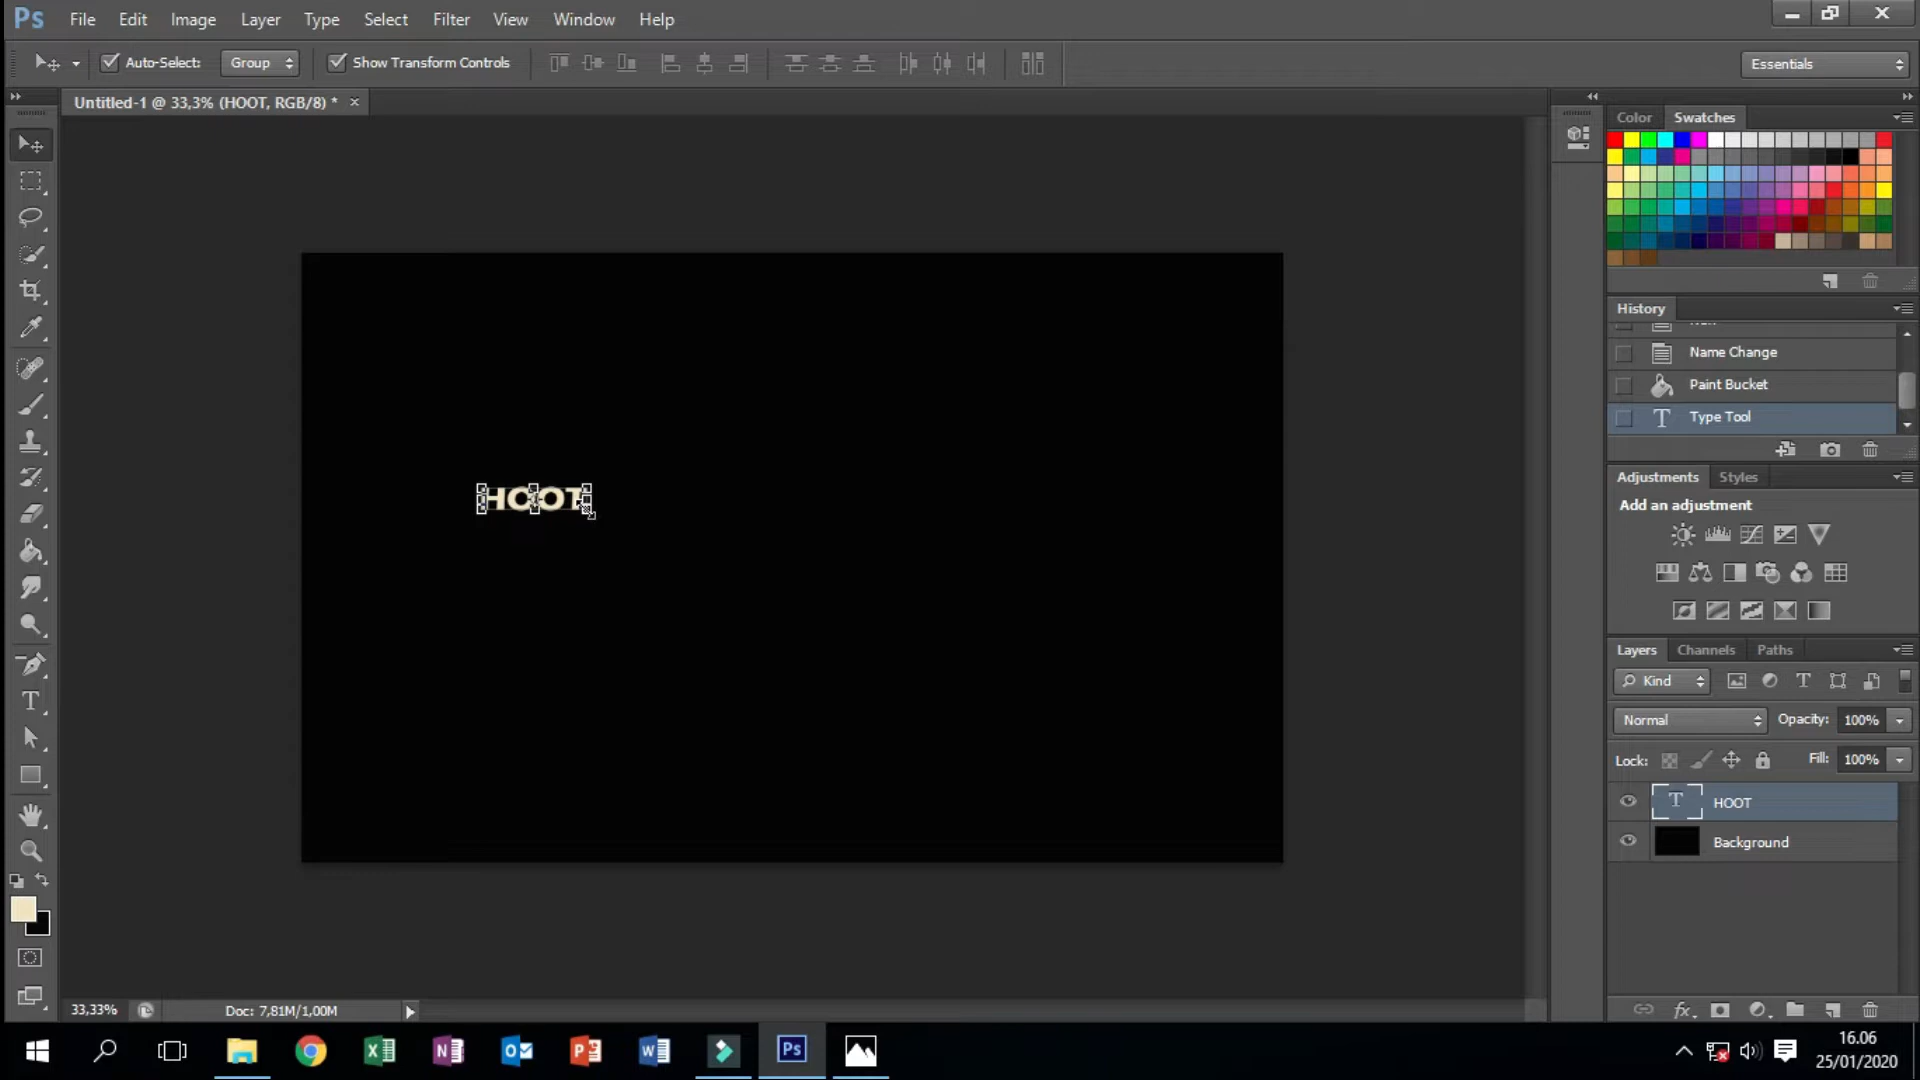 Ps File Edit Image Layer Type Select Filter View Window Help
Auto-Select: Group Show Transform Controls Essentials
Untitled-1 @ 33,3% (HOOT, RGB/8) *
Color Swatches
History
Name Change
Paint Bucket
Type Tool
HOOT
Adjustments Styles
Add an adjustment
Layers Channels Paths
Kind
Normal Opacity: 100%
Lock: Fill: 100%
T HOOT
Background
33,33% Doc: 7,81M/1,00M
Ps
16.06
25/01/2020